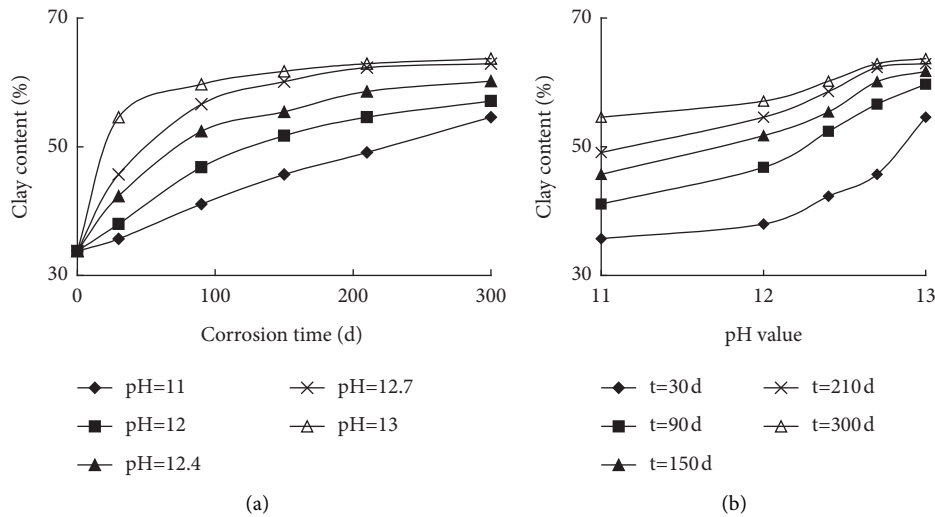 70
50
30
Clay content (%)
0 100 200 300
Corrosion time (d)
pH=11
pH=12
pH=12.4
pH=12.7
pH=13
(a)
70
50
30
Clay content (%)
11 12 13
pH value
t=30 d
t=90 d
t=150 d
t=210 d
t=300 d
(b)